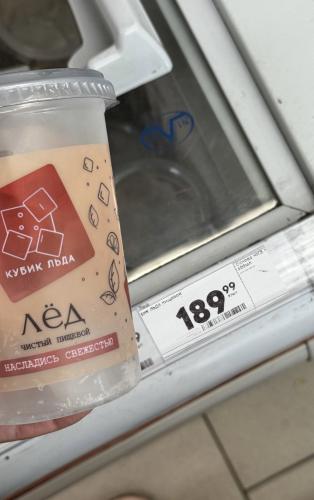 КУБИК ЛЬДА
ЛЁД
ЧИСТЫЙ ПИЩЕВОЙ
НАСЛАДИСЬ СВЕЖЕСТЬЮ
189 99